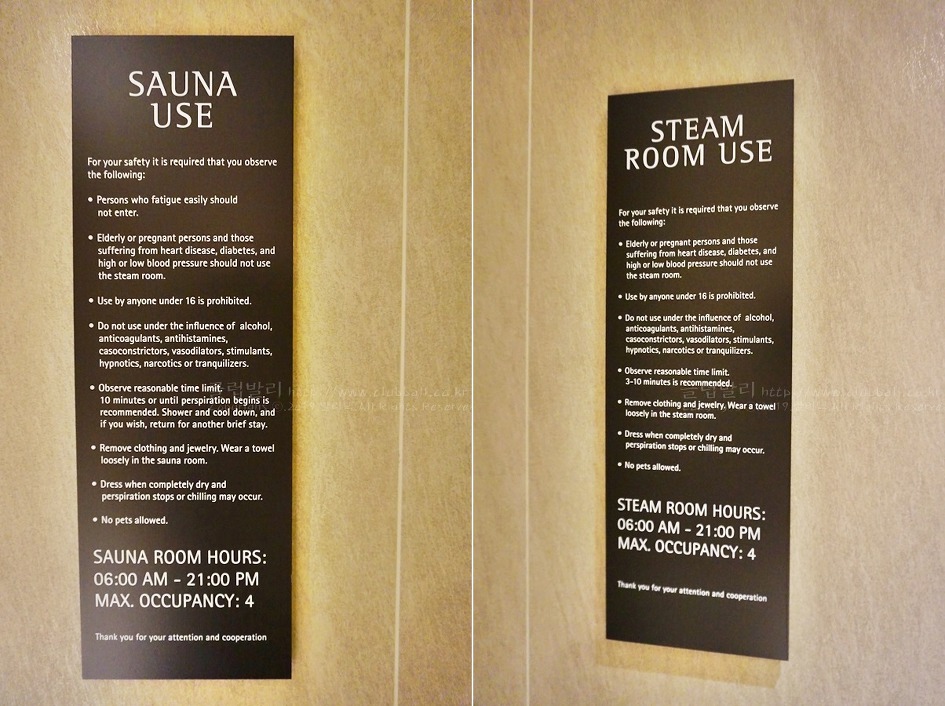 SAUNA
USE
For your safety it is required that you observe
the following:
• Persons who fatigue easily should
not enter.
• Elderly or pregnant persons and those
suffering from heart disease, diabetes, and
high or low blood pressure should not use
the steam room.
• Use by anyone under 16 is prohibited.
• Do not use under the influence of alcohol,
anticoagulants, antihistamines,
casoconstrictors, vasodilators, stimulants,
hypnotics, narcotics or tranquilizers.
• Observe reasonable time limit.
10 minutes or until perspiration begins is
recommended. Shower and cool down, and
if you wish, return for another brief stay.
• Remove clothing and jewelry. Wear a towel
loosely in the sauna room.
• Dress when completely dry and
perspiration stops or chilling may occur.
• No pets allowed.
SAUNA ROOM HOURS:
06:00 AM - 21:00 PM
MAX. OCCUPANCY: 4
Thank you for your attention and cooperation
STEAM
ROOM USE
For your safety it is required that you observe
the following:
• Elderly or pregnant persons and those
suffering from heart disease, diabetes, and
high or low blood pressure should not use
the steam room.
• Use by anyone under 16 is prohibited.
• Do not use under the influence of alcohol,
anticoagulants, antihistamines,
casoconstrictors, vasodilators, stimulants,
hypnotics, narcotics or tranquilizers.
• Observe reasonable time limit.
3-10 minutes is recommended.
• Remove clothing and jewelry. Wear a towel
loosely in the steam room.
• Dress when completely dry and
perspiration stops or chilling may occur.
• No pets allowed.
STEAM ROOM HOURS:
06:00 AM - 21:00 PM
MAX. OCCUPANCY: 4
Thank you for your attention and cooperation
클럽발리
클럽발리